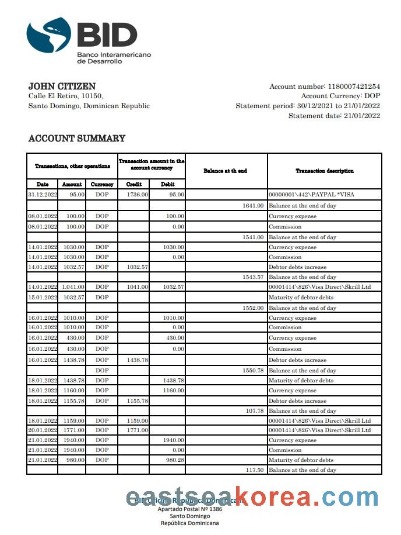 BID
Banco Interamericano
de Desarrollo
JOHN CITIZEN
Calle El Retiro, 10150,
Santo Domingo, Dominican Republic
Account number: 1180007421254
Account Currency: DOP
Statement period: 30/12/2021 to 21/01/2022
Statement date: 21/01/2022
ACCOUNT SUMMARY
Transactions, other operations Transaction amount in the account currency Balance at th end Transaction description
Date Amount Currency Credit Debit
31.12.2022 95.00 DOP 1736.00 95.00 00000001\442\PAYPAL *VISA
1641.00 Balance at the end of day
08.01.2022 100.00 DOP 100.00 Currency expense
08.01.2022 100.00 DOP 0.00 Commission
1541.00 Balance at the end of day
14.01.2022 1030.00 DOP 1030.00 Currency expense
14.01.2022 1030.00 DOP 0.00 Commission
14.01.2022 1032.57 DOP 1032.57 Debtor debts increase
Balance at the end of day
14.01.2022 DOP 1041.00 1032.57 00001414\826\Visa Direct\Skrill Ltd
15.01.2022 1032.57 DOP Maturity of debtor debts
1552.00 Balance at the end of day
16.01.2022 1010.00 DOP 1010.00 Currency expense
16.01.2022 1010.00 DOP 0.00 Commission
16.01.2022 430.00 DOP 430.00 Currency expense
16.01.2022 430.00 DOP 0.00 Commission
16.01.2022 1438.78 DOP 1438.78 Debtor debts increase
DOP 1550.78 Balance at the end of day
18.01.2022 1438.78 DOP 1438.78 Maturity of debtor debts
18.01.2022 1160.00 DOP 1160.00 Currency expense
18.01.2022 1155.78 DOP 1155.78 Debtor debts increase
107.78 Balance at the end of day
18.01.2022 1159.00 DOP 1159.00 00001414\826\Visa Direct\Skrill Ltd
20.01.2022 1771.00 DOP 1771.00 00001414\826\Visa Direct\Skrill Ltd
21.01.2022 1940.00 DOP 1940.00 Currency expense
21.01.2022 1940.00 DOP 0.00 Commission
21.01.2022 980.00 DOP 980.28 Maturity of debtor debts
117.50 Balance at the end of day
eastseakorea.com
Apartado Postal Nº 1386
Santo Domingo
República Dominicana